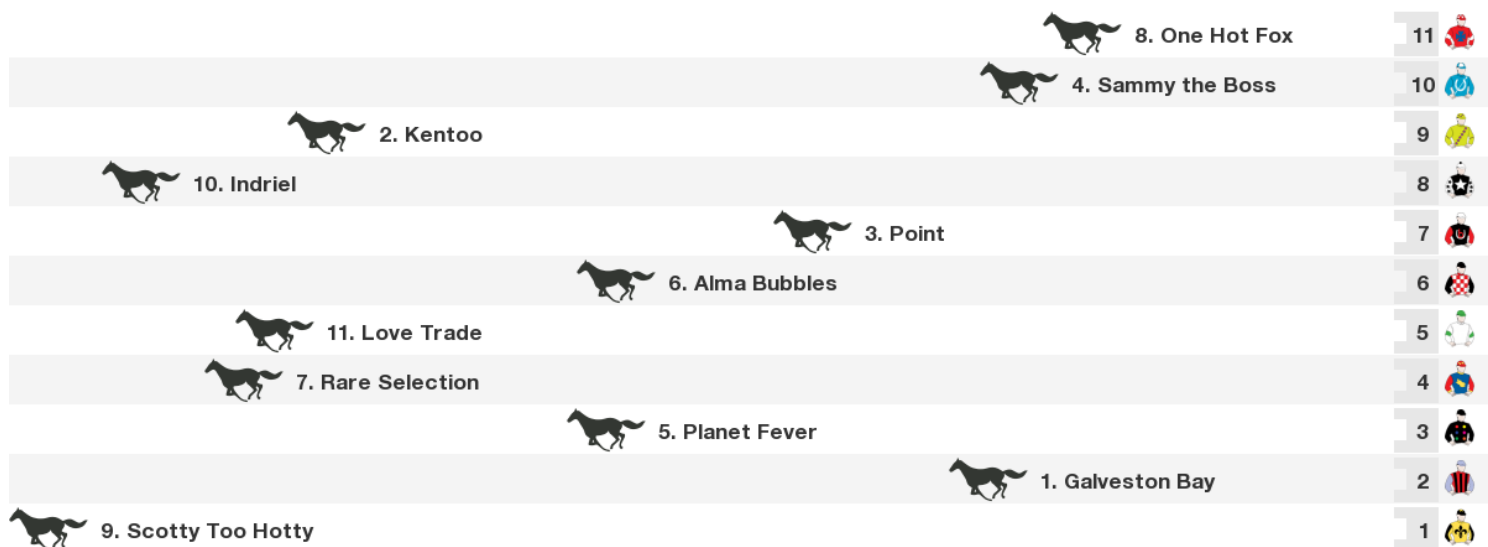 8. One Hot Fox 11
4. Sammy the Boss 10
2. Kentoo 9
10. Indriel 8
3. Point 7
6. Alma Bubbles 6
11. Love Trade 5
7. Rare Selection 4
5. Planet Fever 3
1. Galveston Bay 2
9. Scotty Too Hotty 1